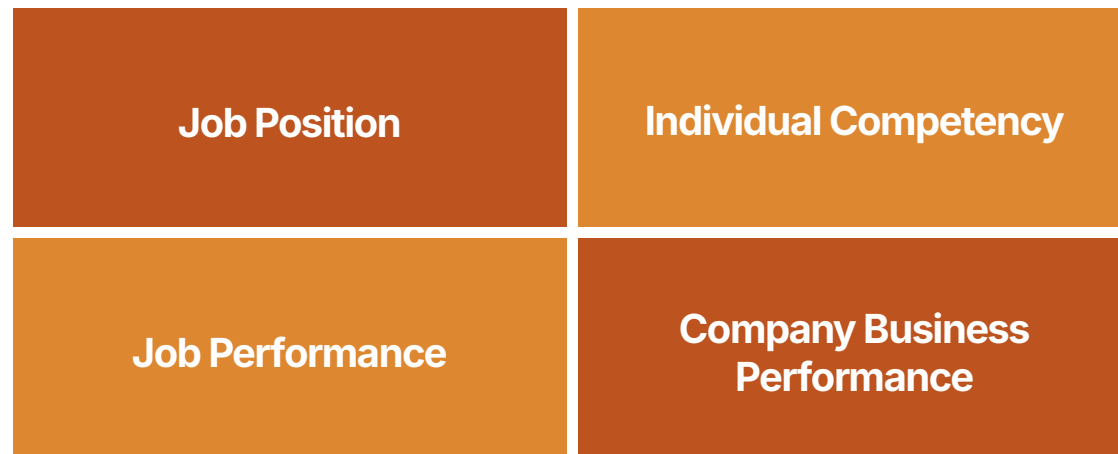 Job Position
Individual Competency
Job Performance
Company Business
Performance